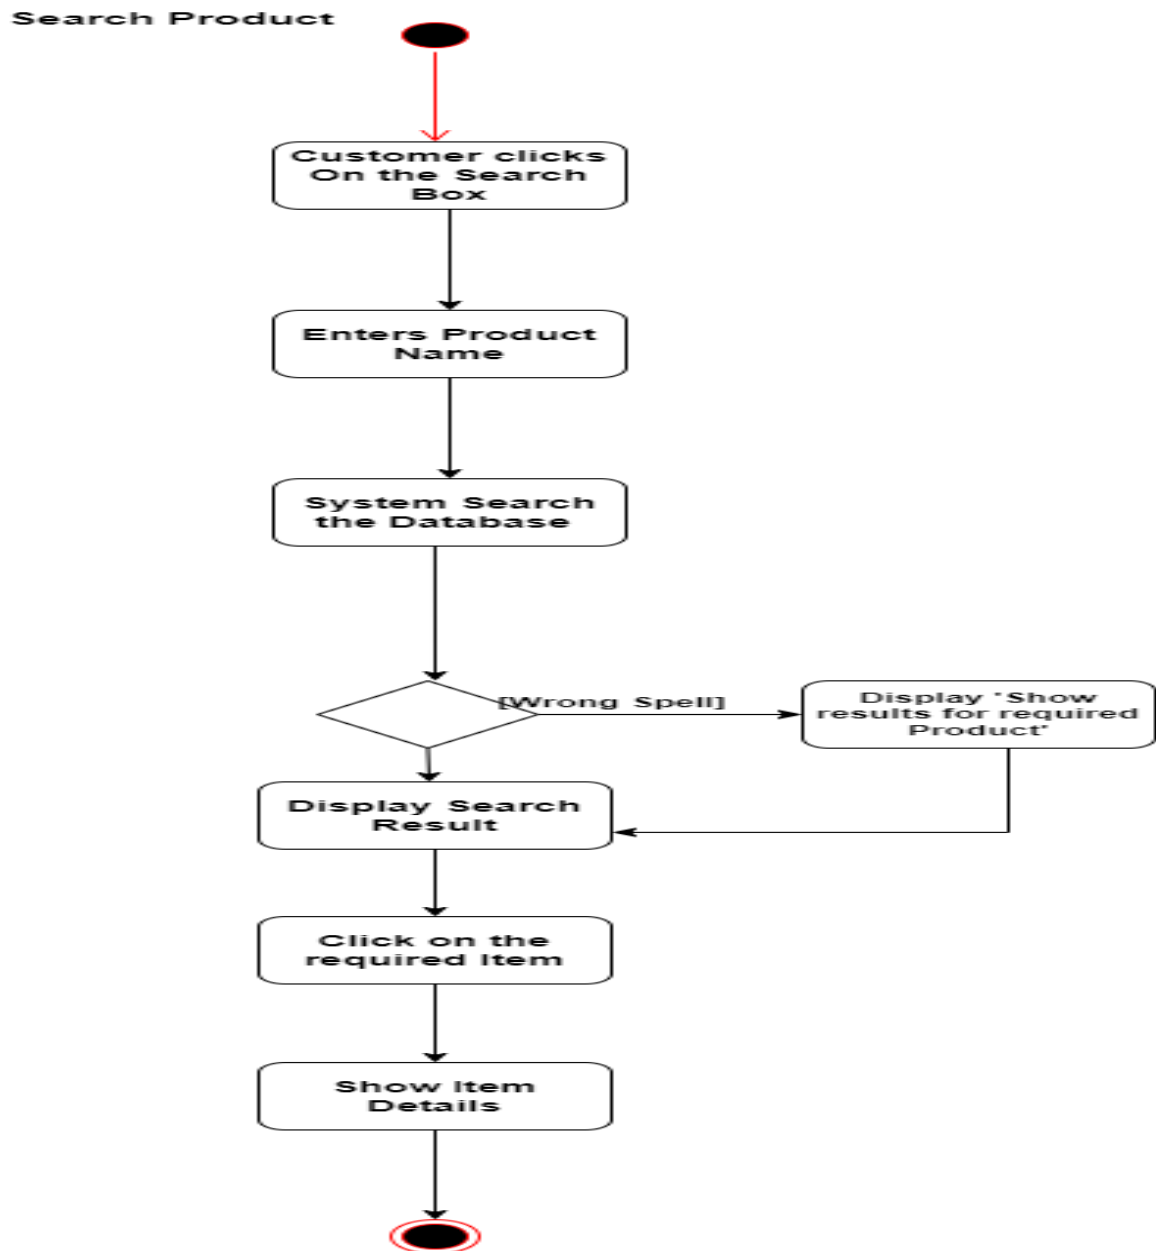 Search Product
Customer clicks
On the Search
Box
Enters Product
Name
System Search
the Database
[Wrong Spell]
Display 'Show
results for required
Product'
Display Search
Result
Click on the
required Item
Show Item
Details